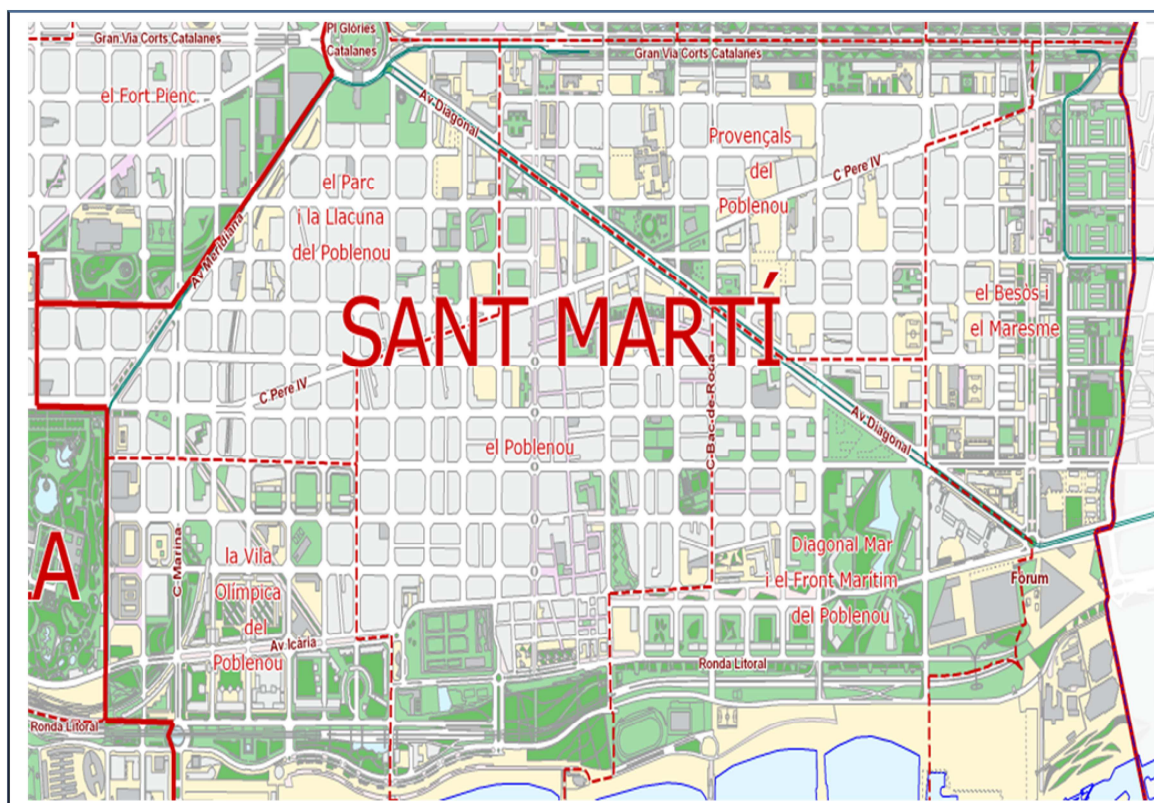 Pl Glòries
Catalanes
Gran Via Corts Catalanes
Gran Via Corts Catalanes
el Fort Pienc
Av Diagonal
Provençals
del
Poblenou
C Pere IV
el Parc
i la Llacuna
del Poblenou
Av Meridiana
SANT MARTÍ
el Besòs i
el Maresme
C Bac de Roda
C Pere IV
Av Diagonal
el Poblenou
C Marina
LA
la Vila
Olímpica
del
Poblenou
Diagonal Mar
i el Front Marítim
del Poblenou
Fòrum
Av Icària
Ronda Litoral
Ronda Litoral